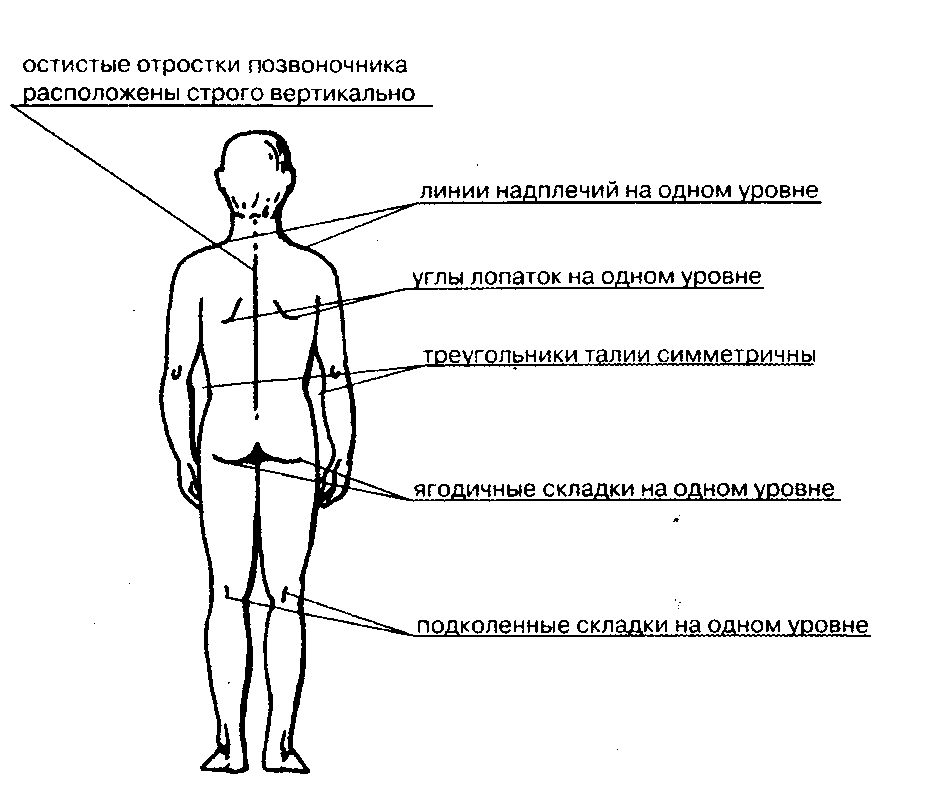 остистые отростки позвоночника
расположены строго вертикально
линии надплечий на одном уровне
углы лопаток на одном уровне
треугольники талии симметричны
ягодичные складки на одном уровне
подколенные складки на одном уровне